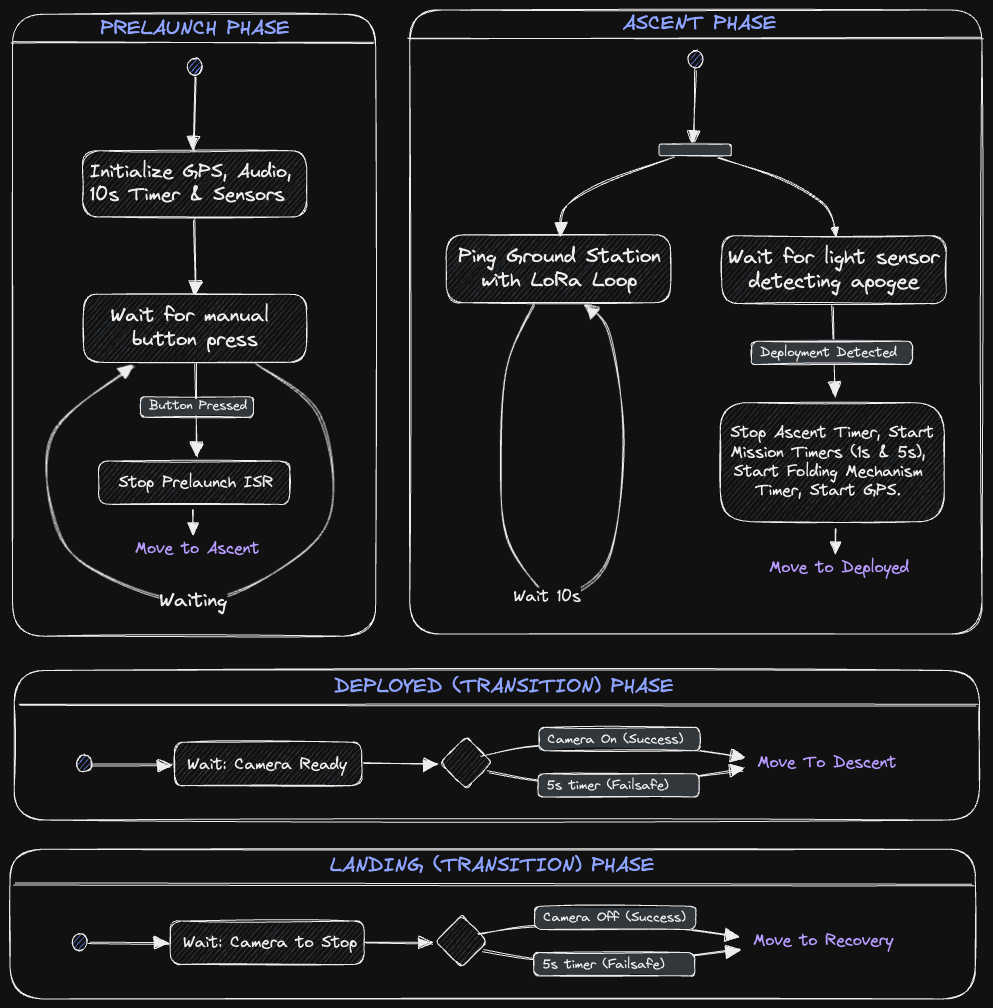 PRELAUNCH PHASE
Initialize GPS, Audio,
10s Timer & Sensors
Wait for manual
button press
Button Pressed
Stop Prelaunch ISR
Move to Ascent
Waiting
ASCENT PHASE
Ping Ground Station
with LoRa Loop
Wait 10s
Wait for light sensor
detecting apogee
Deployment Detected
Stop Ascent Timer, Start
Mission Timers (1s & 5s),
Start Folding Mechanism
Timer, Start GPS.
Move to Deployed
DEPLOYED (TRANSITION) PHASE
Wait: Camera Ready
Camera On (Success)
5s timer (Failsafe)
Move To Descent
LANDING (TRANSITION) PHASE
Wait: Camera to Stop
Camera Off (Success)
5s timer (Failsafe)
Move to Recovery